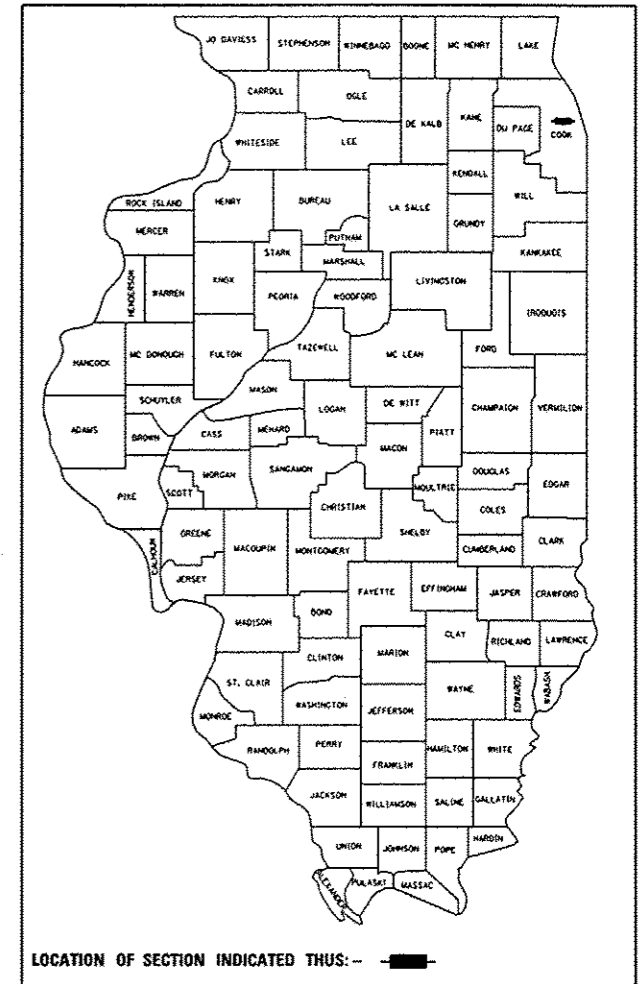 JO DAVIESS
STEPHENSON
WINNEBAGO
BOONE
MC HENRY
LAKE
CARROLL
OGLE
DE KALB
KANE
DU PAGE
COOK
WHITESIDE
LEE
KENDALL
WILL
ROCK ISLAND
HENRY
BUREAU
LA SALLE
GRUNDY
MERCER
PUTNAM
STARK
MARSHALL
KANKAKEE
HENDERSON
WARREN
KNOX
PEORIA
WOODFORD
LIVINGSTON
IROQUOIS
HANCOCK
MC DONOUGH
FULTON
TAZEWELL
MC LEAN
FORD
MASON
SCHUYLER
LOGAN
DE WITT
CHAMPAIGN
VERMILION
ADAMS
BROWN
CASS
MENARD
MACON
PIATT
MORGAN
SANGAMON
DOUGLAS
EDGAR
PIKE
SCOTT
CHRISTIAN
MOULTRIE
COLES
GREENE
MACOUPIN
MONTGOMERY
SHELBY
CUMBERLAND
CLARK
CALHOUN
JERSEY
FAYETTE
EFFINGHAM
JASPER
CRAWFORD
MADISON
BOND
CLAY
RICHLAND
LAWRENCE
CLINTON
MARION
ST. CLAIR
WAYNE
EDWARDS
WABASH
WASHINGTON
JEFFERSON
MONROE
RANDOLPH
PERRY
HAMILTON
WHITE
FRANKLIN
JACKSON
WILLIAMSON
SALINE
GALLATIN
UNION
JOHNSON
POPE
HARDIN
ALEXANDER
PULASKI
MASSAC
LOCATION OF SECTION INDICATED THUS: –